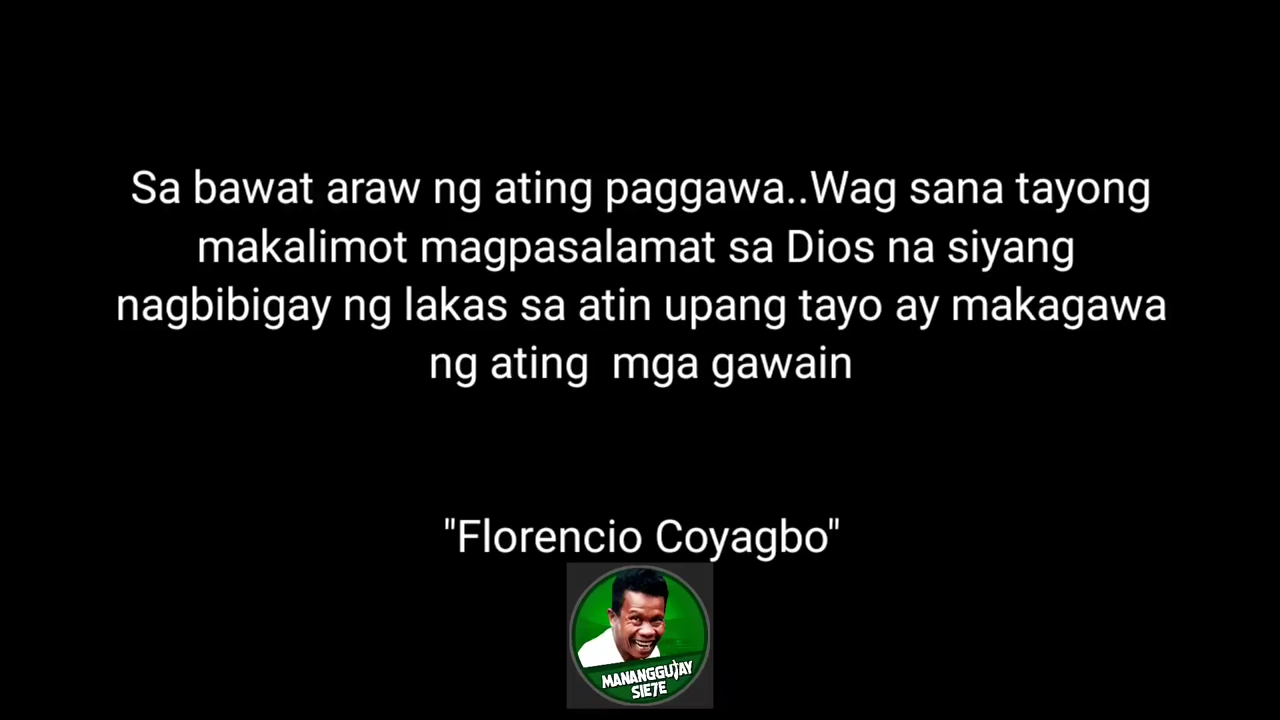 Sa bawat araw ng ating paggawa..Wag sana tayong
makalimot magpasalamat sa Dios na siyang
nagbibigay ng lakas sa atin upang tayo ay makagawa
ng ating  mga gawain
"Florencio Coyagbo"
MANANGGUTAY
SIE7E